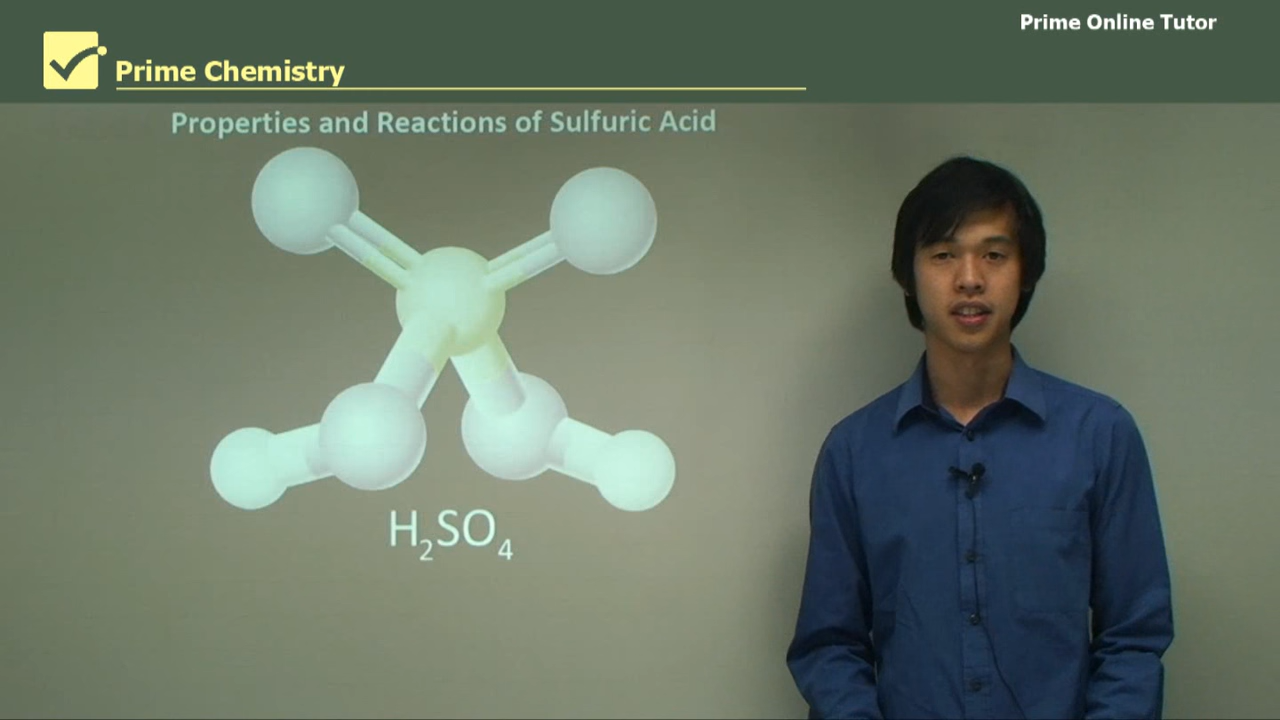 Prime Online Tutor
Prime Chemistry
Properties and Reactions of Sulfuric Acid
H₂SO₄